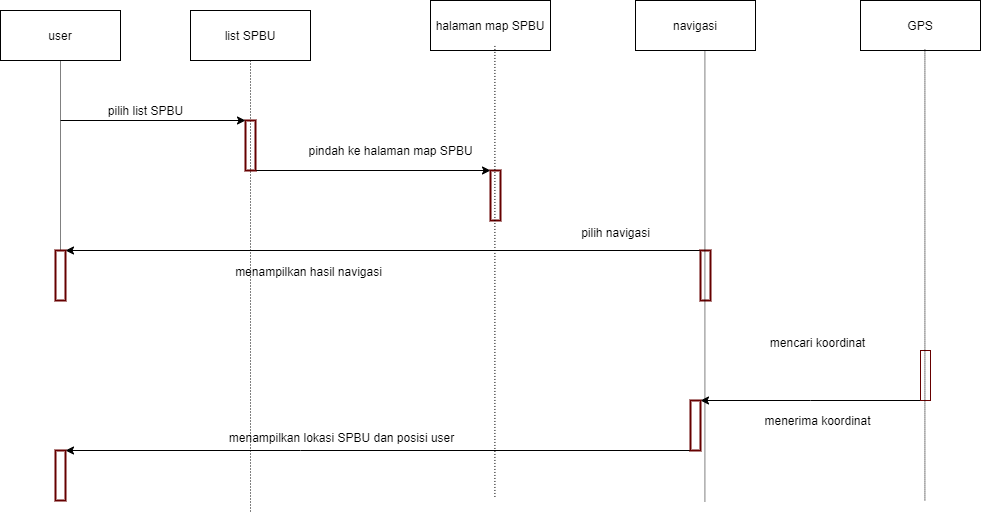 user
list SPBU
halaman map SPBU
navigasi
GPS
pilih list SPBU
pindah ke halaman map SPBU
pilih navigasi
menampilkan hasil navigasi
mencari koordinat
menerima koordinat
menampilkan lokasi SPBU dan posisi user